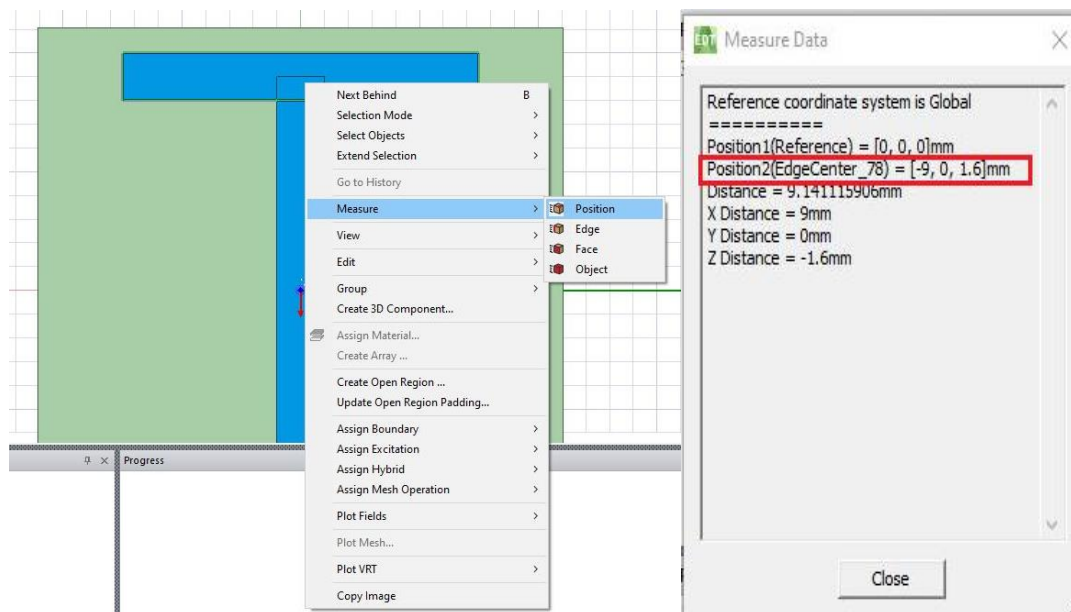 Next Behind B
Selection Mode >
Select Objects >
Extend Selection >
Go to History
Measure >
View >
Edit >
Group >
Create 3D Component...
Assign Material...
Create Array ...
Create Open Region ...
Update Open Region Padding...
Assign Boundary >
Assign Excitation >
Assign Hybrid >
Assign Mesh Operation >
Plot Fields >
Plot Mesh...
Plot VRT >
Copy Image
Position
Edge
Face
Object
Progress
EDT Measure Data
Reference coordinate system is Global
==========
Position1(Reference) = [0, 0, 0]mm
Position2(EdgeCenter_78) = [-9, 0, 1.6]mm
Distance = 9.141115906mm
X Distance = 9mm
Y Distance = 0mm
Z Distance = -1.6mm
Close